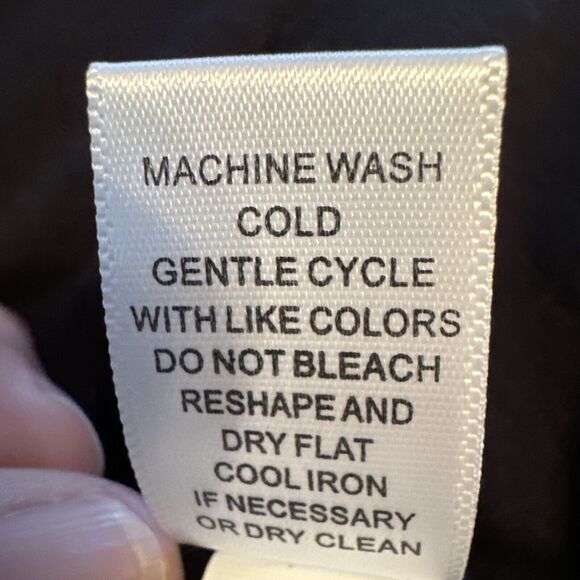 MACHINE WASH
COLD
GENTLE CYCLE
WITH LIKE COLORS
DO NOT BLEACH
RESHAPE AND
DRY FLAT
COOL IRON
IF NECESSARY
OR DRY CLEAN